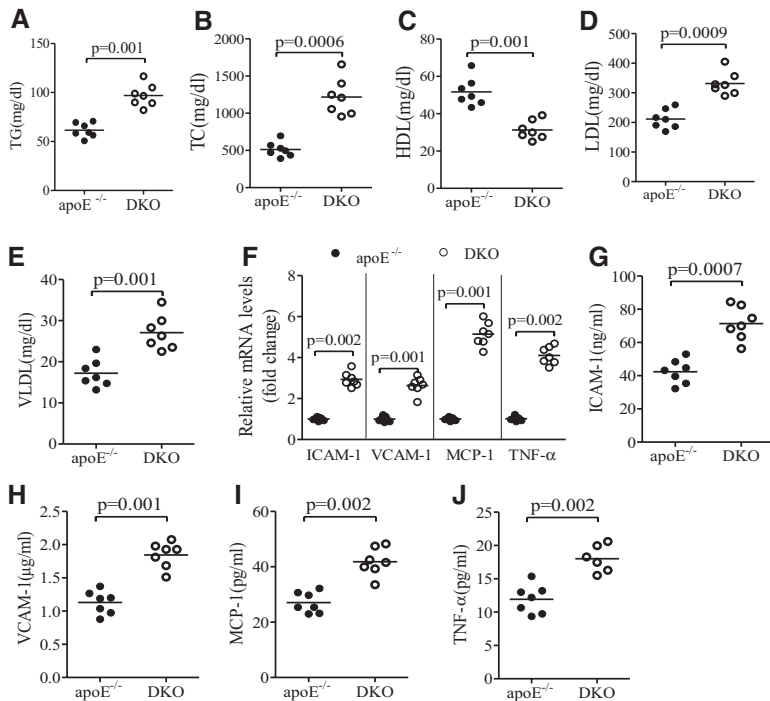 A
p=0.001
TG(mg/dl)
150
100
50
0
apoE-/- DKO
B
p=0.0006
TC(mg/dl)
2000
1500
1000
500
0
apoE-/- DKO
C
p=0.001
HDL(mg/dl)
80
60
40
20
0
apoE-/- DKO
D
p=0.0009
LDL(mg/dl)
500
400
300
200
100
0
apoE-/- DKO
E
p=0.001
VLDL(mg/dl)
40
30
20
10
0
apoE-/- DKO
F
apoE-/- DKO
Relative mRNA levels
(fold change)
8
6
4
2
0
p=0.002
p=0.001
p=0.001
p=0.002
ICAM-1 VCAM-1 MCP-1 TNF-α
G
p=0.0007
ICAM-1(ng/ml)
100
80
60
40
20
0
apoE-/- DKO
H
p=0.001
VCAM-1(μg/ml)
2.5
2.0
1.5
1.0
0.5
0.0
apoE-/- DKO
I
p=0.002
MCP-1(pg/ml)
60
40
20
0
apoE-/- DKO
J
p=0.002
TNF-α(pg/ml)
25
20
15
10
5
0
apoE-/- DKO